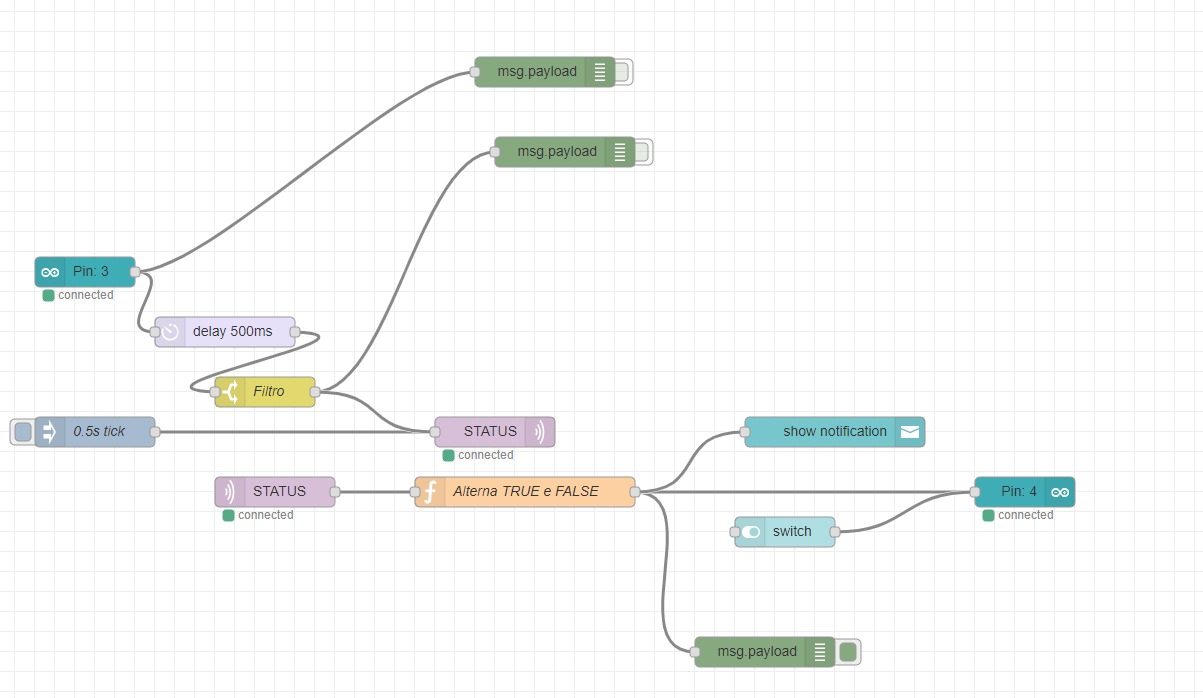 msg.payload
msg.payload
Pin: 3
connected
delay 500ms
Filtro
0.5s tick
STATUS
connected
show notification
STATUS
connected
Alterna TRUE e FALSE
Pin: 4
connected
switch
msg.payload